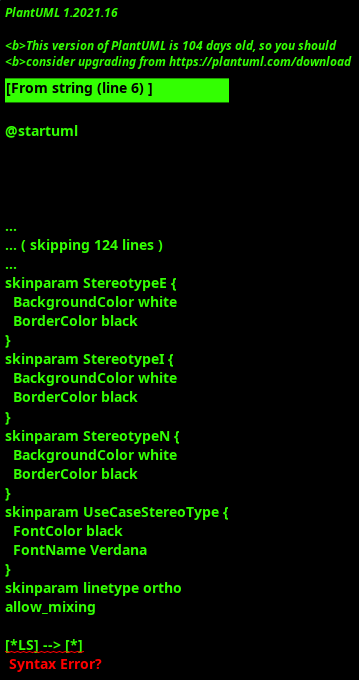 PlantUML 1.2021.16
<b>This version of PlantUML is 104 days old, so you should
<b>consider upgrading from https://plantuml.com/download
[From string (line 6) ]
@startuml
...
... ( skipping 124 lines )
...
skinparam StereotypeE {
BackgroundColor white
BorderColor black
}
skinparam StereotypeI {
BackgroundColor white
BorderColor black
}
skinparam StereotypeN {
BackgroundColor white
BorderColor black
}
skinparam UseCaseStereoType {
FontColor black
FontName Verdana
}
skinparam linetype ortho
allow_mixing
[*LS] --> [*]
Syntax Error?